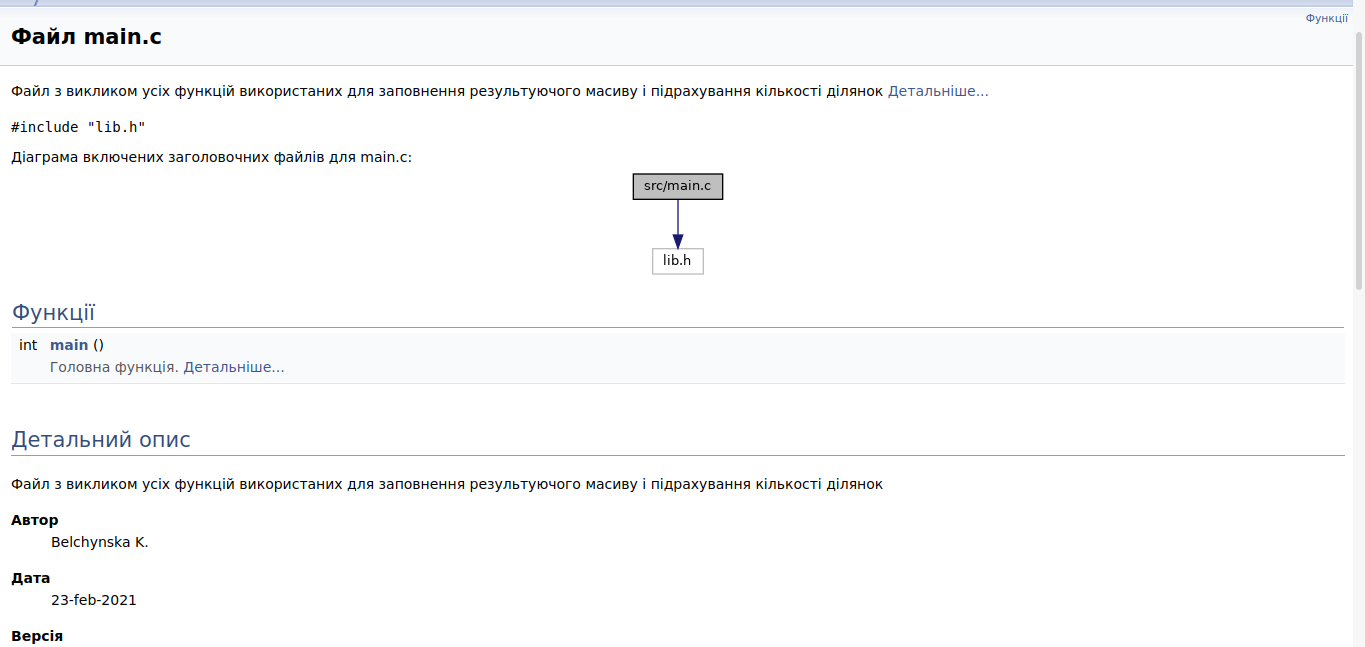 Функції
Файл main.c
Файл з викликом усіх функцій використаних для заповнення результуючого масиву і підрахування кількості ділянок Детальніше...
#include "lib.h"
Діаграма включених заголовочних файлів для main.c:
src/main.c
lib.h
Функції
int main ()
Головна функція. Детальніше...
Детальний опис
Файл з викликом усіх функцій використаних для заповнення результуючого масиву і підрахування кількості ділянок
Автор
Belchynska K.
Дата
23-feb-2021
Версія